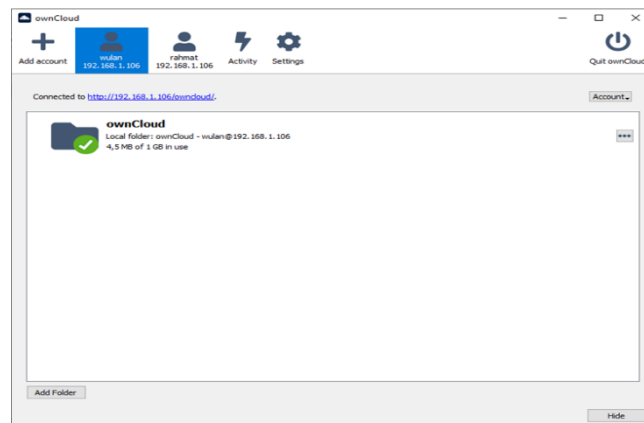 ownCloud
Add account
wulan
192.168.1.106
rahmat
192.168.1.106
Activity
Settings
Quit ownCloud
Connected to http://192.168.1.106/owncloud/.
Account
ownCloud
Local folder: ownCloud - wulan@192.168.1.106
4,5 MB of 1 GB in use
Add Folder
Hide